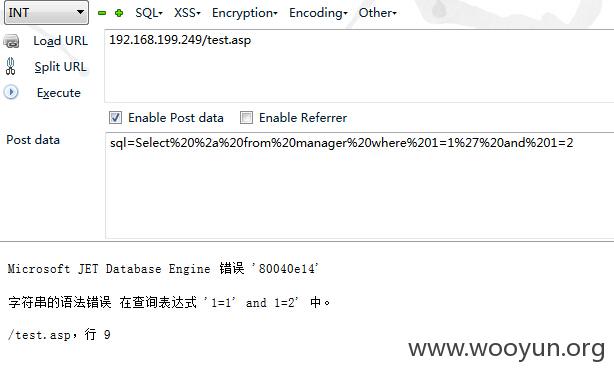 INT SQL▾ XSS▾ Encryption▾ Encoding▾ Other▾
Load URL 192.168.199.249/test.asp
Split URL
Execute
Enable Post data Enable Referrer
Post data sql=Select%20%2a%20from%20manager%20where%201=1%27%20and%201=2
Microsoft JET Database Engine 错误 '80040e14'
字符串的语法错误 在查询表达式 '1=1' and 1=2' 中。
/test.asp，行 9
www.wooyun.org